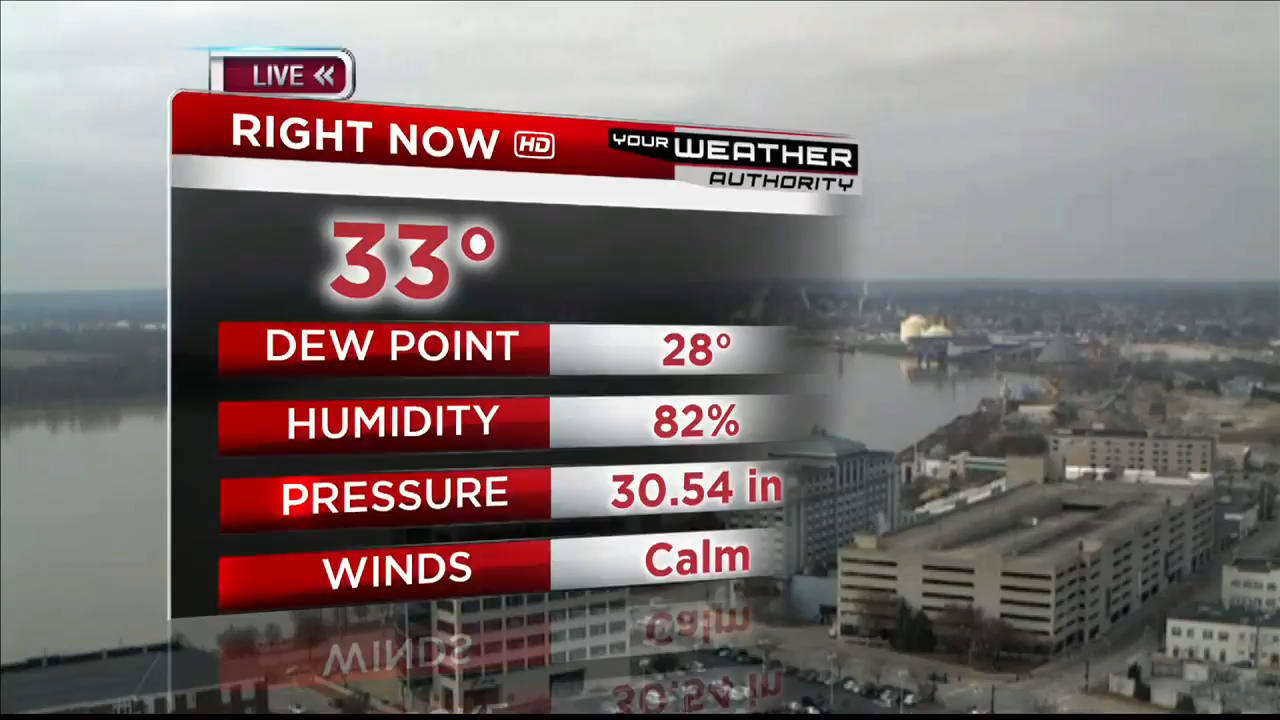 LIVE «
RIGHT NOW HD
YOUR WEATHER
AUTHORITY
33°
DEW POINT 28°
HUMIDITY 82%
PRESSURE 30.54 in
WINDS Calm